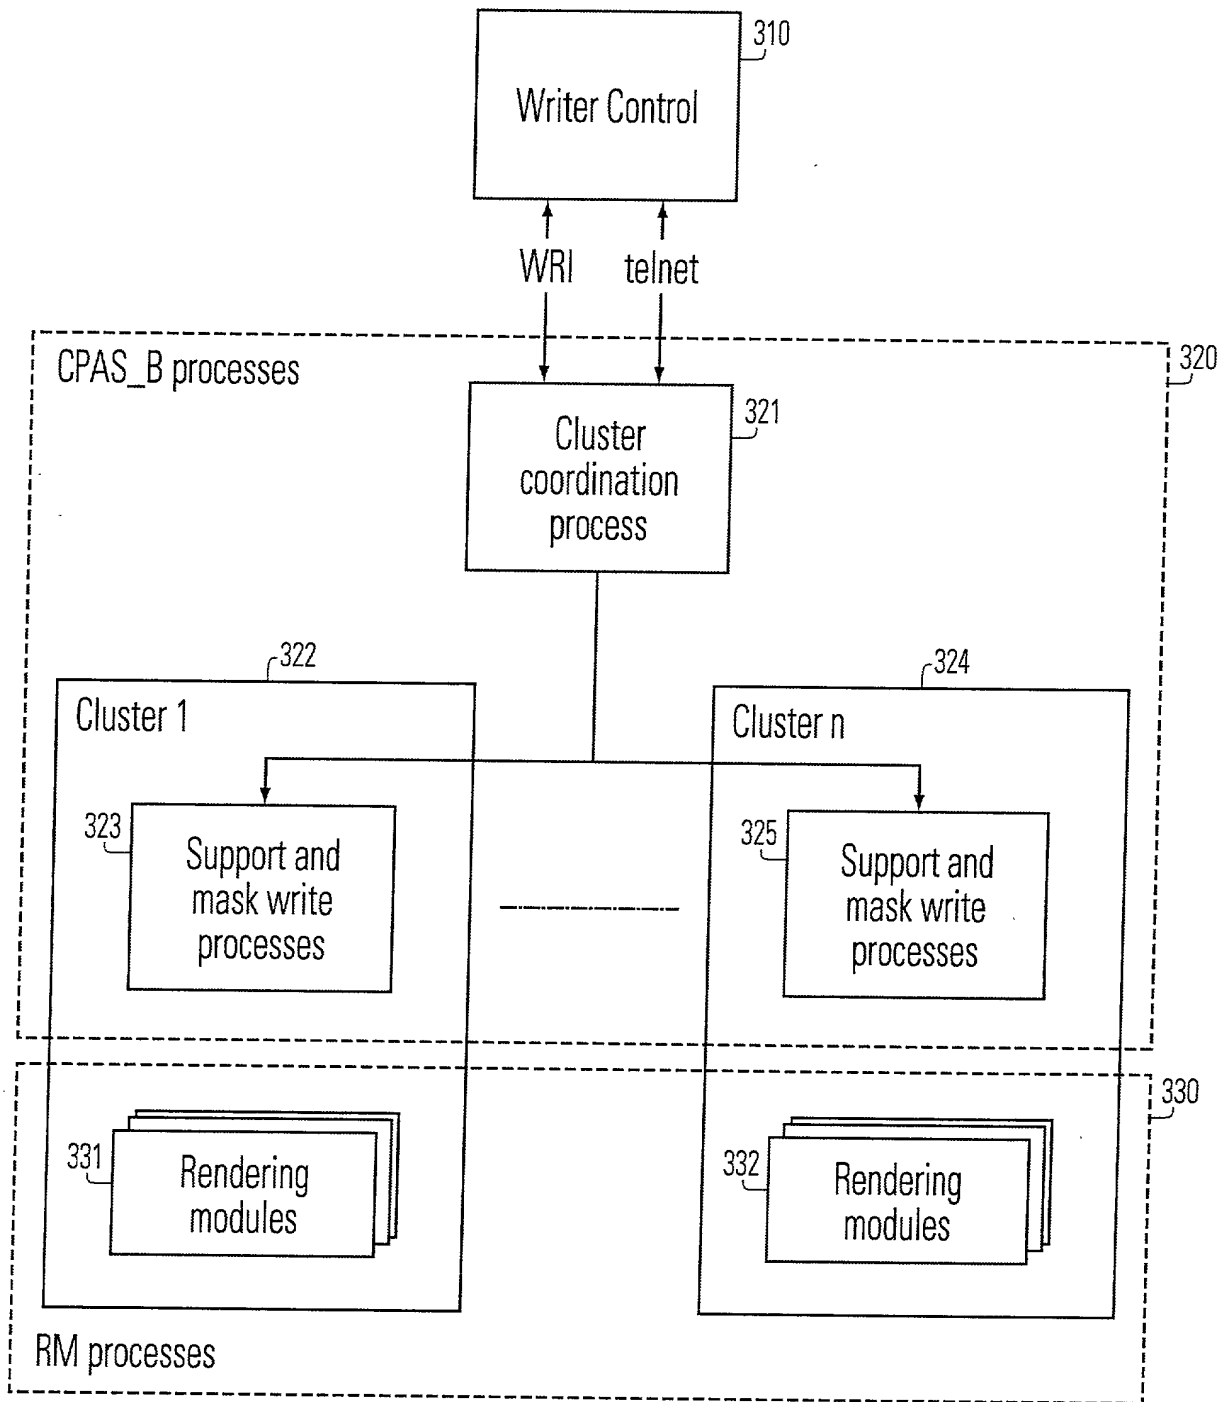 310
Writer Control
WRI telnet
CPAS_B processes
320
321
Cluster
coordination
process
322
324
Cluster 1
Cluster n
323
Support and
mask write
processes
325
Support and
mask write
processes
330
331
Rendering
modules
332
Rendering
modules
RM processes